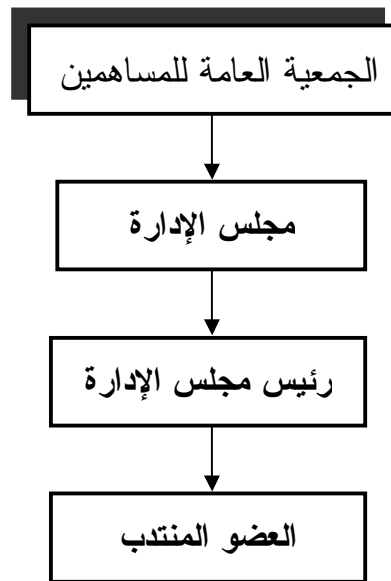 الجمعية العامة للمساهمين
مجلس الإدارة
رئيس مجلس الإدارة
العضو المنتدب